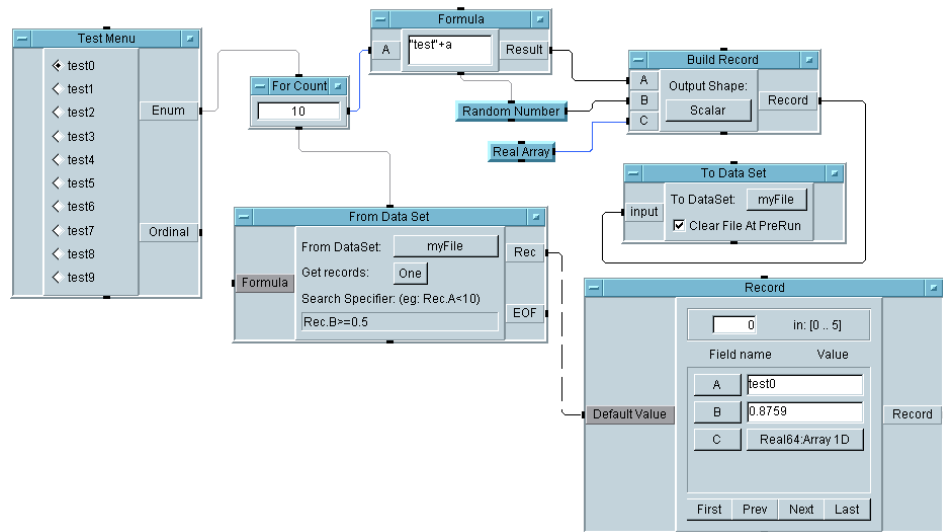 Test Menu
test0
test1
test2
test3
test4
test5
test6
test7
test8
test9
Enum
Ordinal
For Count
10
Formula
A
"test"+a
Result
Random Number
Real Array
Build Record
A
B
C
Output Shape:
Scalar
Record
To Data Set
input
To DataSet:
myFile
Clear File At PreRun
From Data Set
Formula
From DataSet:
myFile
Get records:
One
Search Specifier: (eg: Rec.A<10)
Rec.B>=0.5
Rec
EOF
Record
Default Value
0
in: [0 .. 5]
Field name
Value
A
test0
B
0.8759
C
Real64:Array 1D
First
Prev
Next
Last
Record